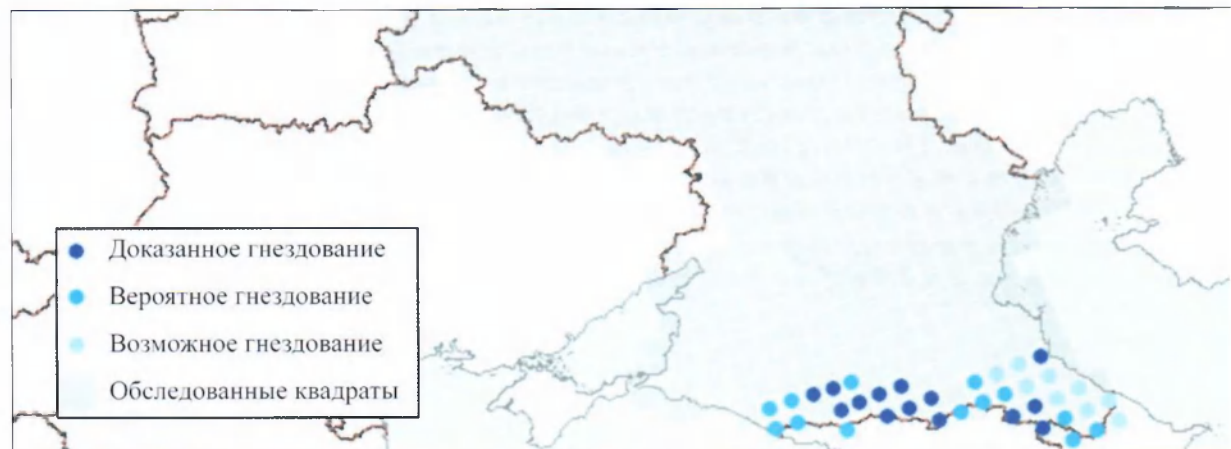 Доказанное гнездование
Вероятное гнездование
Возможное гнездование
Обследованные квадраты